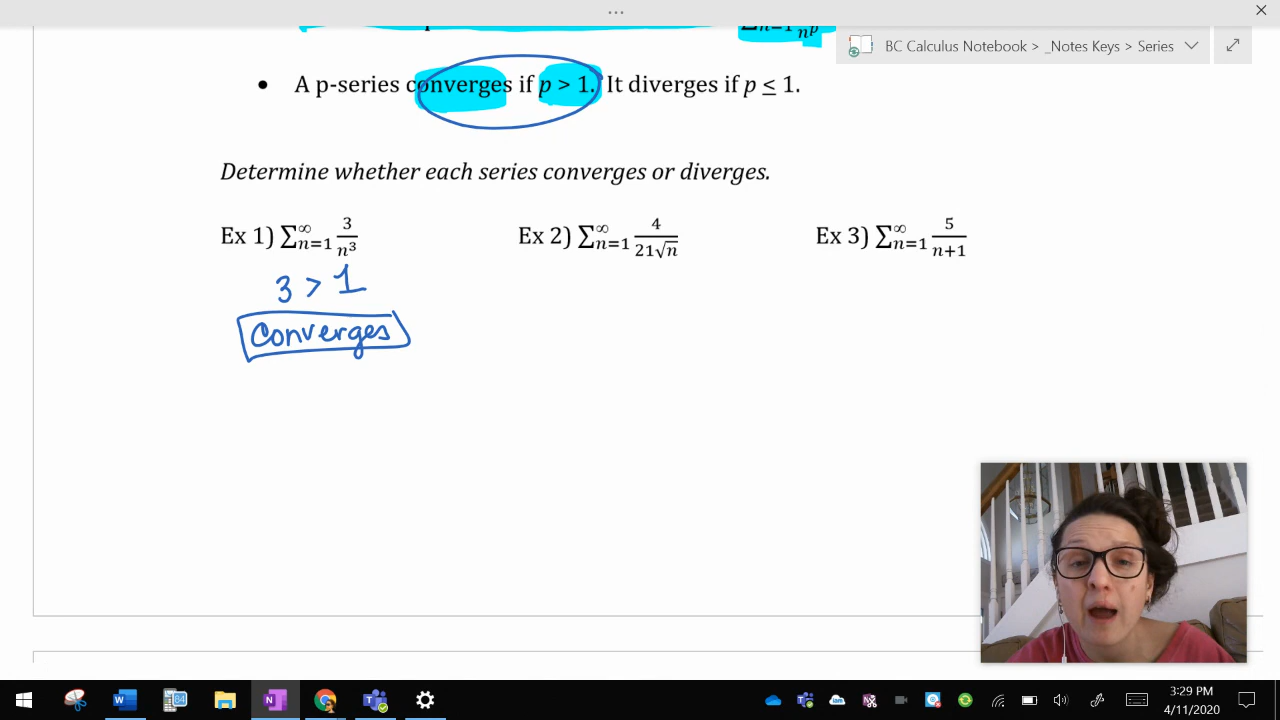 ∑n=1 n^p
BC Calculus Notebook > _Notes Keys > Series
• A p-series converges if p > 1. It diverges if p ≤ 1.
Determine whether each series converges or diverges.
Ex 1) ∑_{n=1}^{∞} 3/n^3 Ex 2) ∑_{n=1}^{∞} 4/(21√n) Ex 3) ∑_{n=1}^{∞} 5/(n+1)
3 > 1
Converges
3:29 PM
4/11/2020